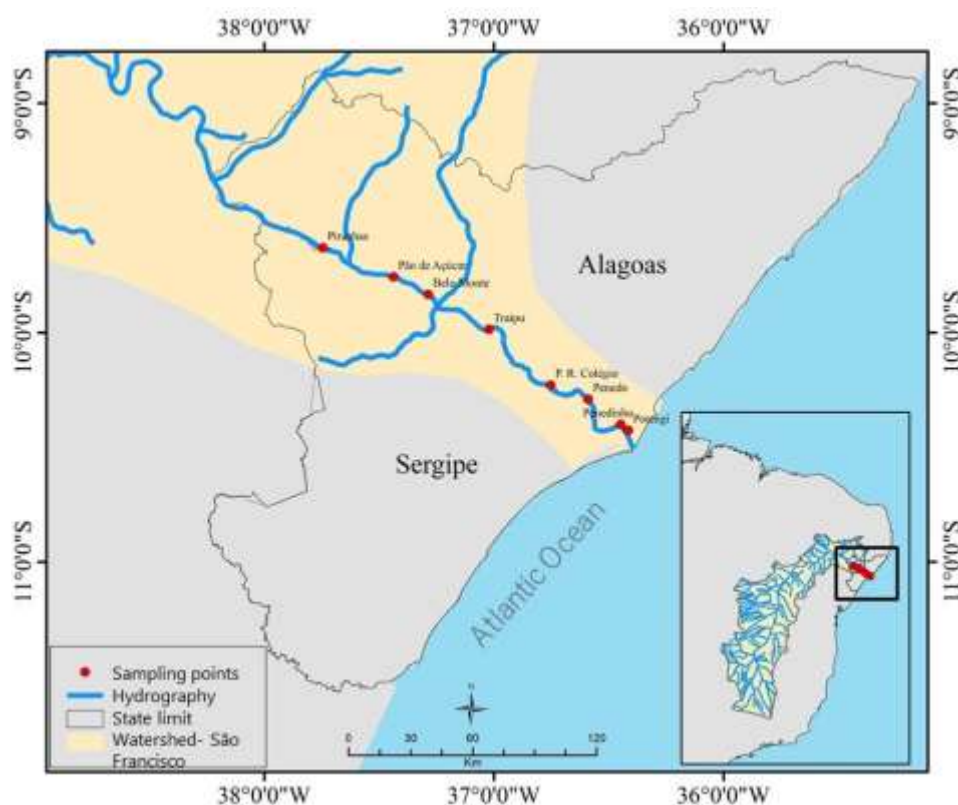 38°0'0"W 37°0'0"W 36°0'0"W
9°0'0"S 9°0'0"S
Piranhas
Pão de Açúcar
Belo Monte
Alagoas
Traipu
10°0'0"S 10°0'0"S
P. R. Colégio
Penedo
Penedinho
Potengi
Sergipe
Atlantic Ocean
11°0'0"S 11°0'0"S
Sampling points
Hydrography
State limit
Watershed- São
Francisco
N
0 30 60 120
Km
38°0'0"W 37°0'0"W 36°0'0"W